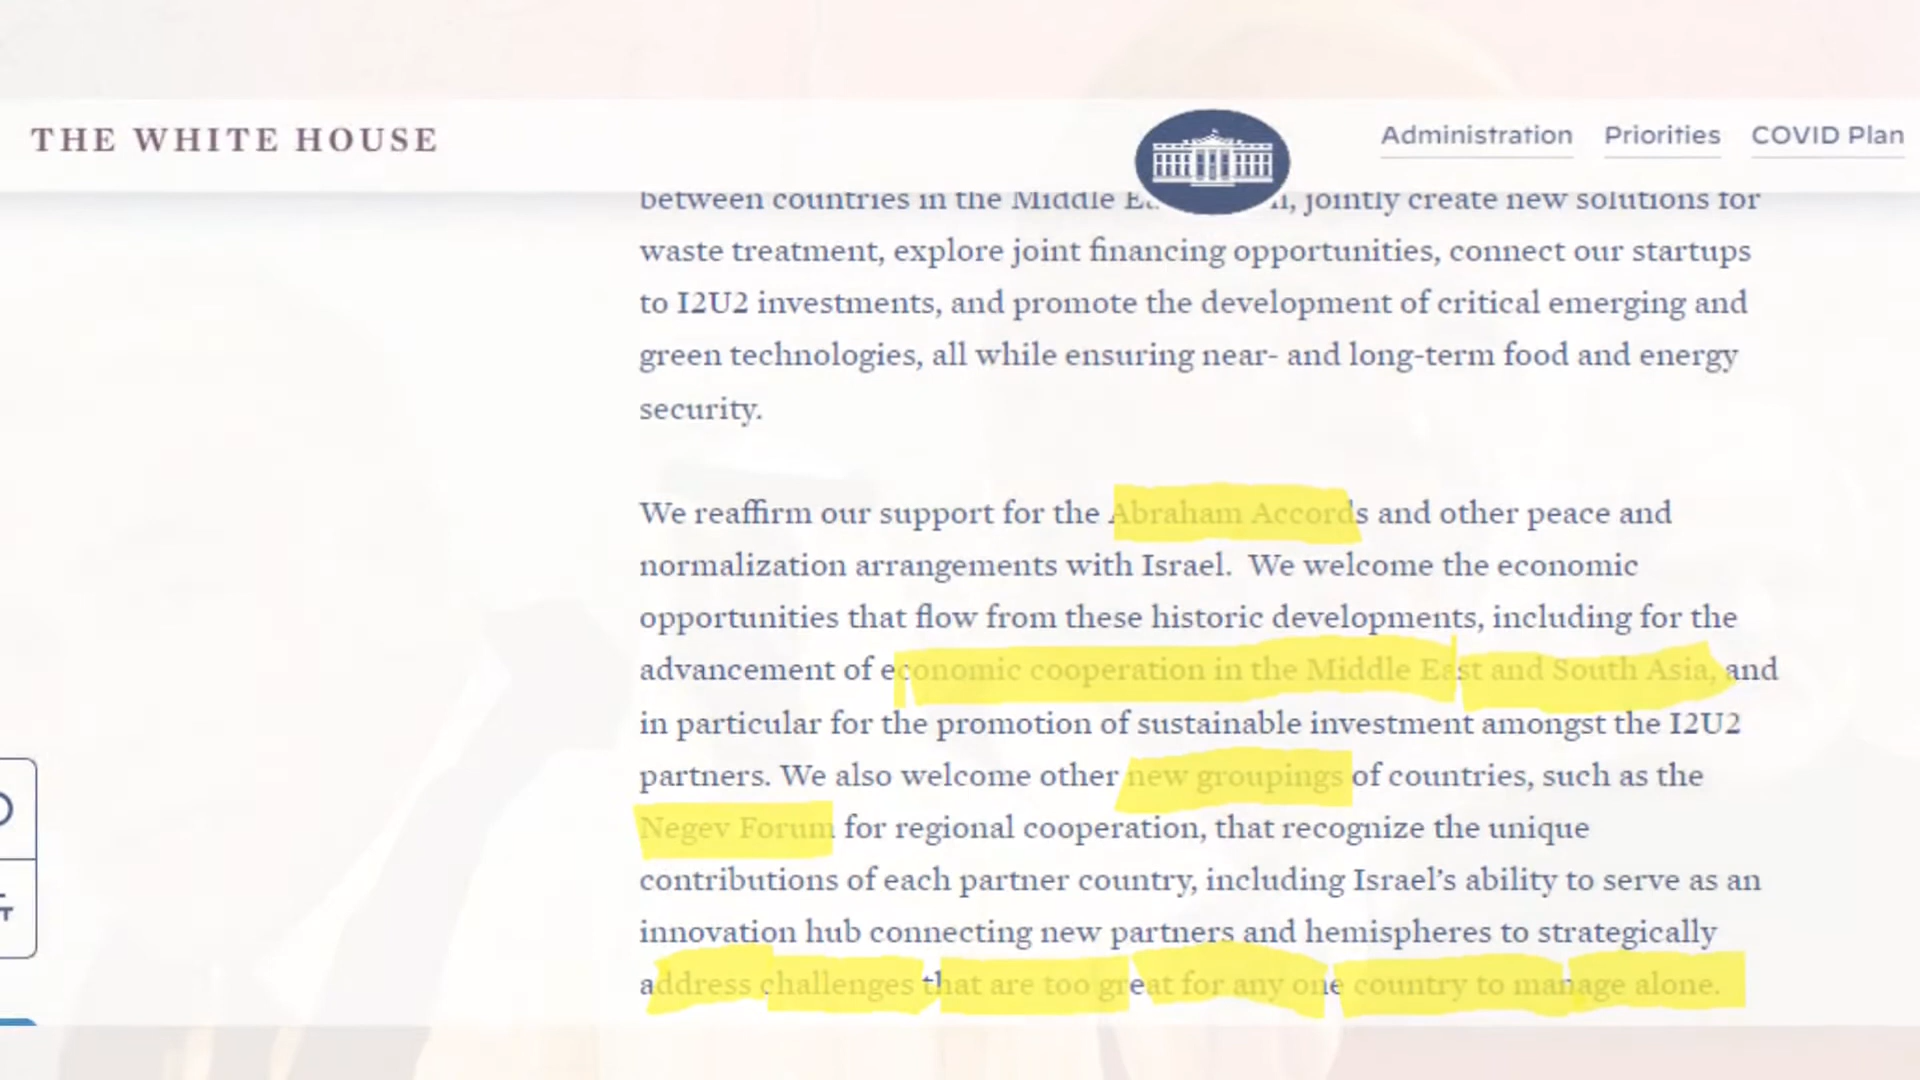 THE WHITE HOUSE
Administration Priorities COVID Plan
between countries in the Middle jointly create new solutions for
waste treatment, explore joint financing opportunities, connect our startups
to I2U2 investments, and promote the development of critical emerging and
green technologies, all while ensuring near- and long-term food and energy
security.
We reaffirm our support for the Abraham Accords and other peace and
normalization arrangements with Israel.  We welcome the economic
opportunities that flow from these historic developments, including for the
advancement of economic cooperation in the Middle East and South Asia, and
in particular for the promotion of sustainable investment amongst the I2U2
partners. We also welcome other new groupings of countries, such as the
Negev Forum for regional cooperation, that recognize the unique
contributions of each partner country, including Israel’s ability to serve as an
innovation hub connecting new partners and hemispheres to strategically
address challenges that are too great for any one country to manage alone.